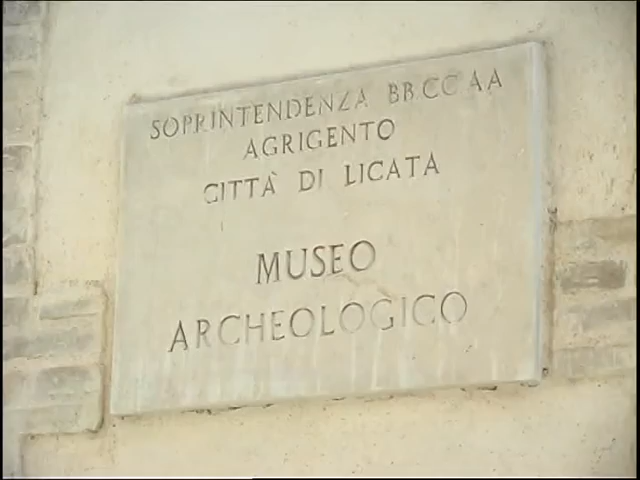 SOPRINTENDENZA BB.CC AA
AGRIGENTO
CITTÀ DI LICATA
MUSEO
ARCHEOLOGICO